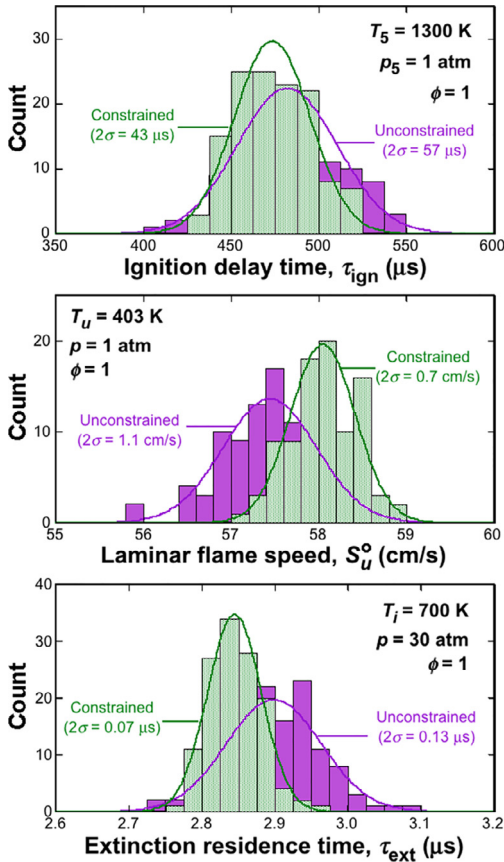 30
20
10
0
Count
T5 = 1300 K
p5 = 1 atm
ϕ = 1
Constrained
(2σ = 43 μs)
Unconstrained
(2σ = 57 μs)
350 400 450 500 550 600
Ignition delay time, τign (μs)
20
10
0
Count
Tu = 403 K
p = 1 atm
ϕ = 1
Constrained
(2σ = 0.7 cm/s)
Unconstrained
(2σ = 1.1 cm/s)
55 56 57 58 59 60
Laminar flame speed, S°u (cm/s)
40
30
20
10
0
Count
Ti = 700 K
p = 30 atm
ϕ = 1
Constrained
(2σ = 0.07 μs)
Unconstrained
(2σ = 0.13 μs)
2.6 2.7 2.8 2.9 3.0 3.1 3.2
Extinction residence time, τext (μs)